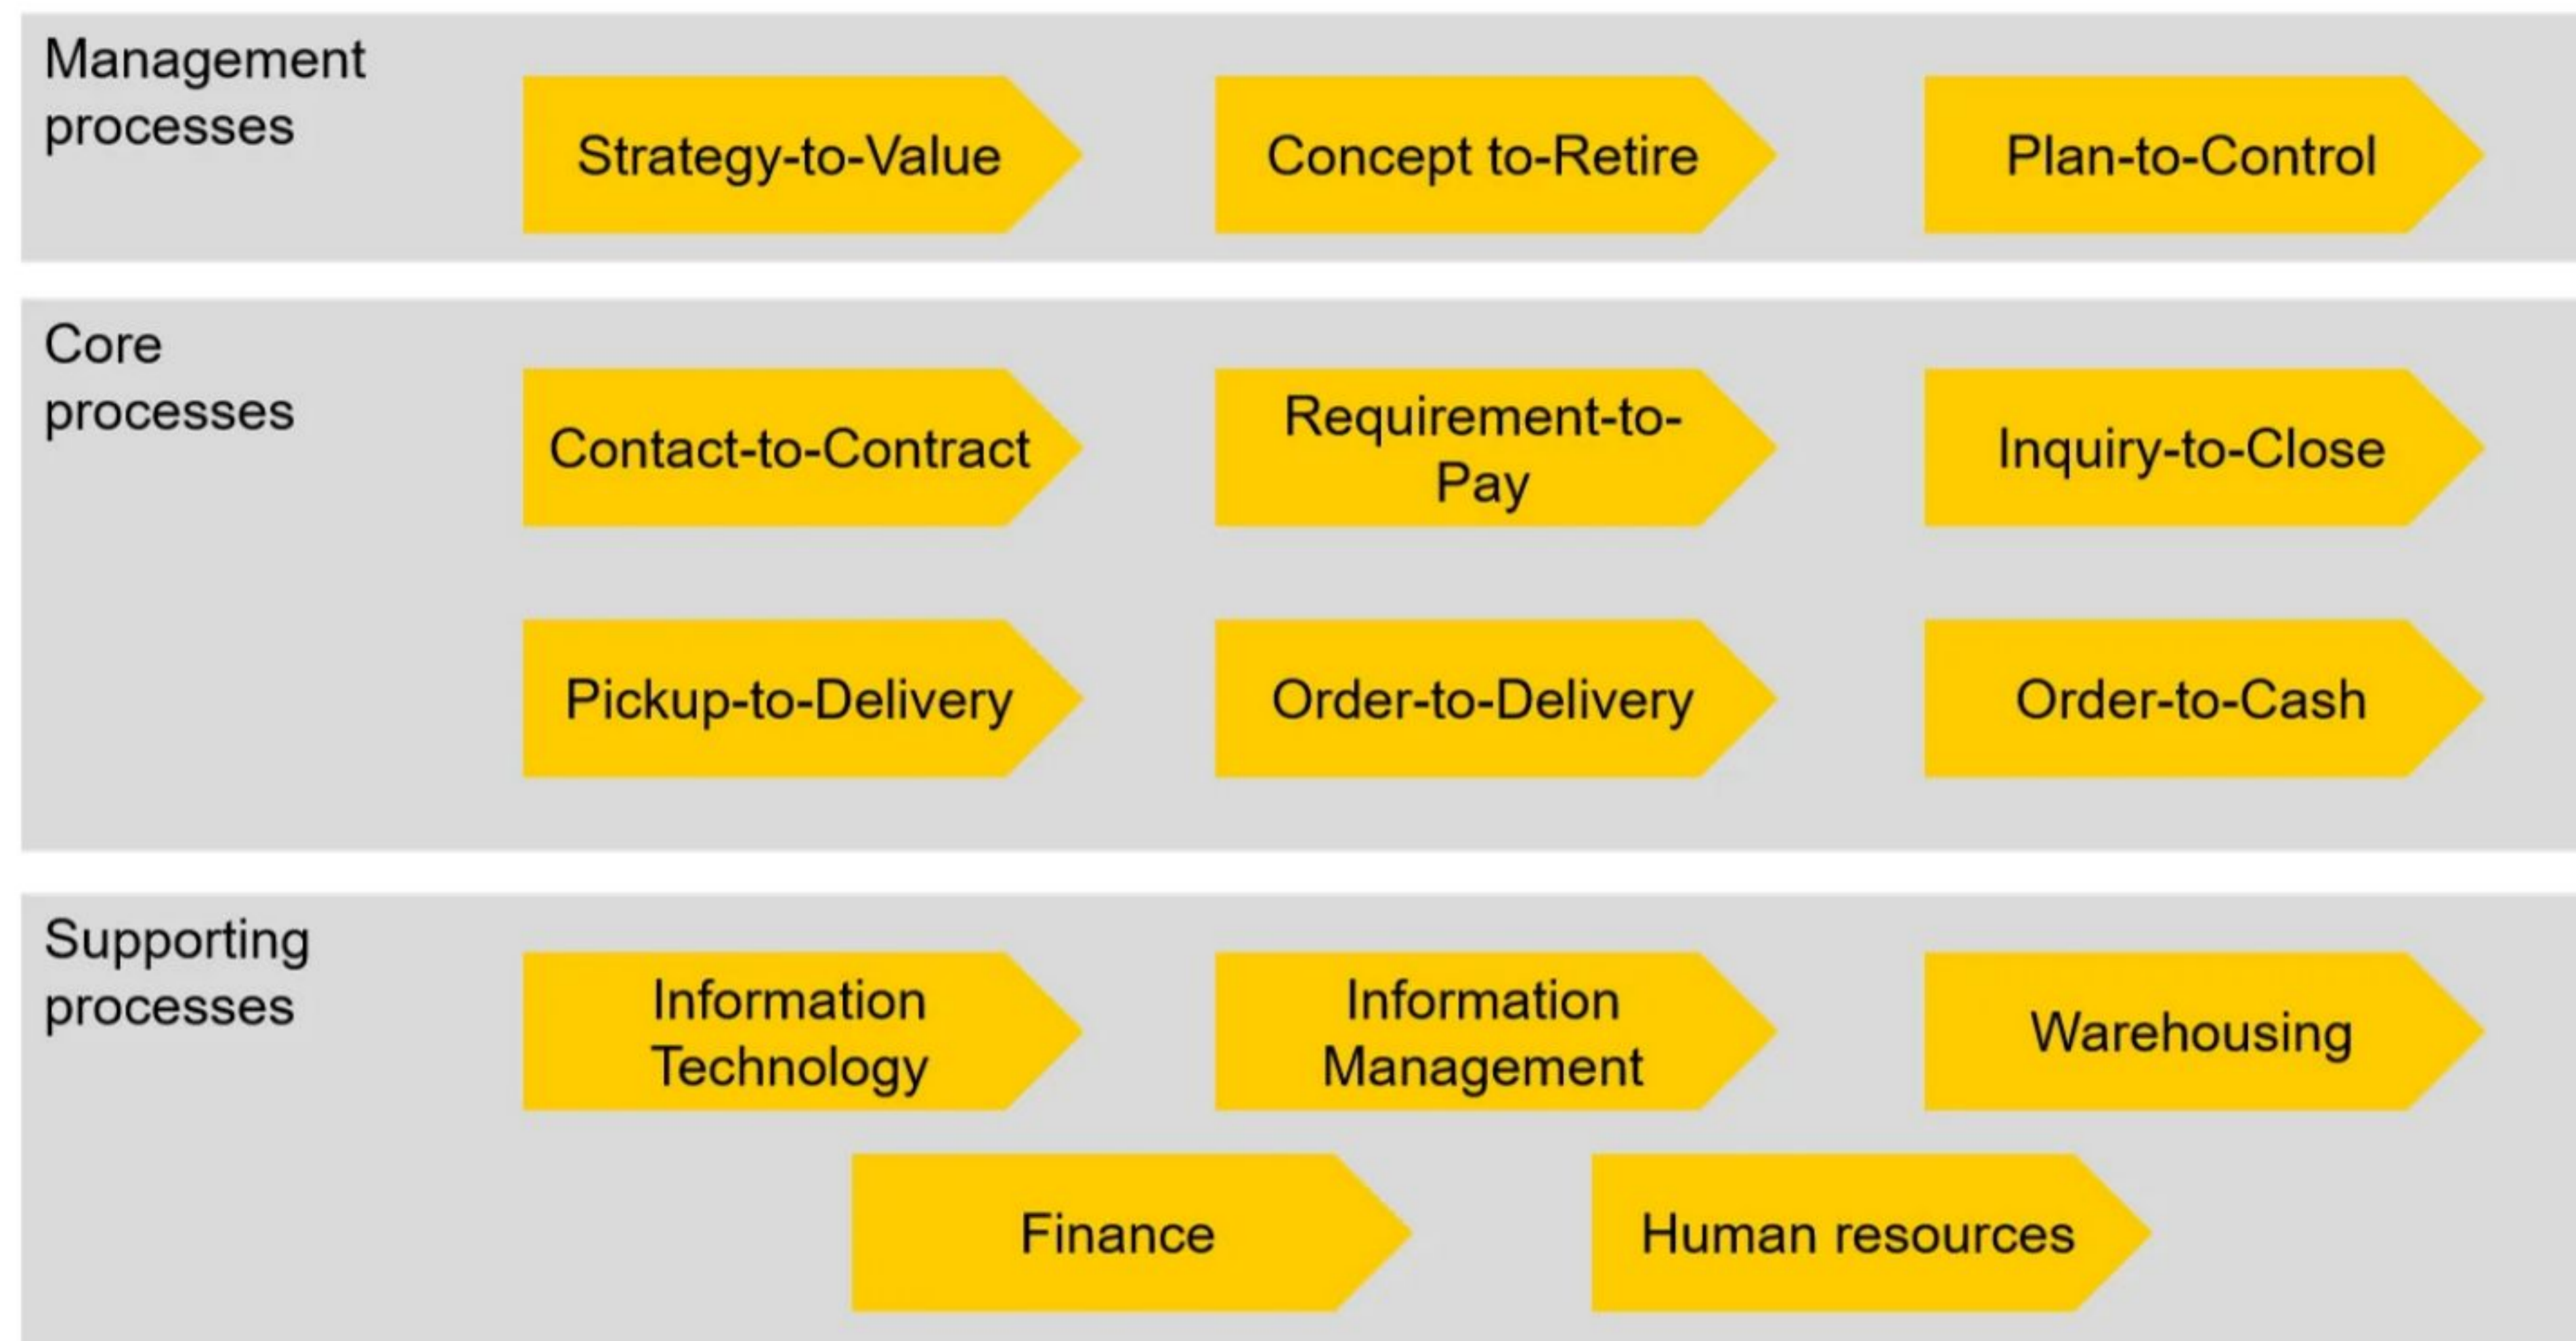 Management
processes
Strategy-to-Value
Concept to-Retire
Plan-to-Control
Core
processes
Contact-to-Contract
Requirement-to-
Pay
Inquiry-to-Close
Pickup-to-Delivery
Order-to-Delivery
Order-to-Cash
Supporting
processes
Information
Technology
Information
Management
Warehousing
Finance
Human resources